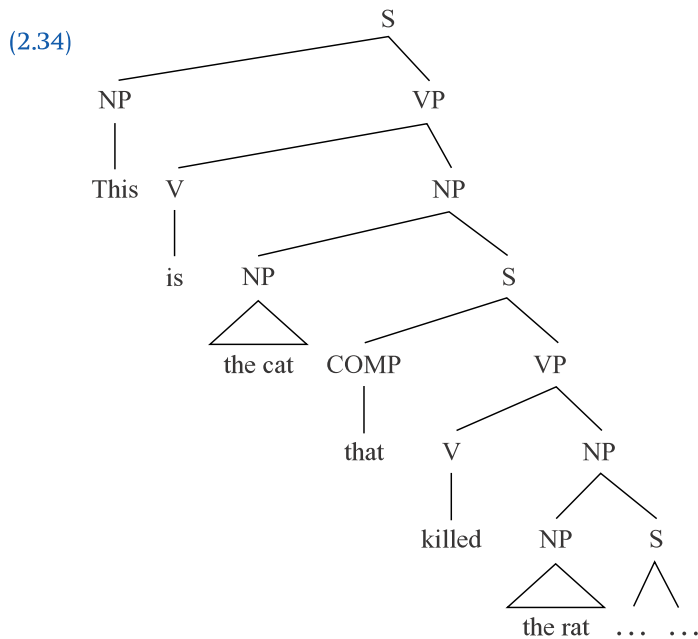 S
(2.34)
NP VP
This V NP
is NP S
the cat COMP VP
that V NP
killed NP S
the rat ... ...